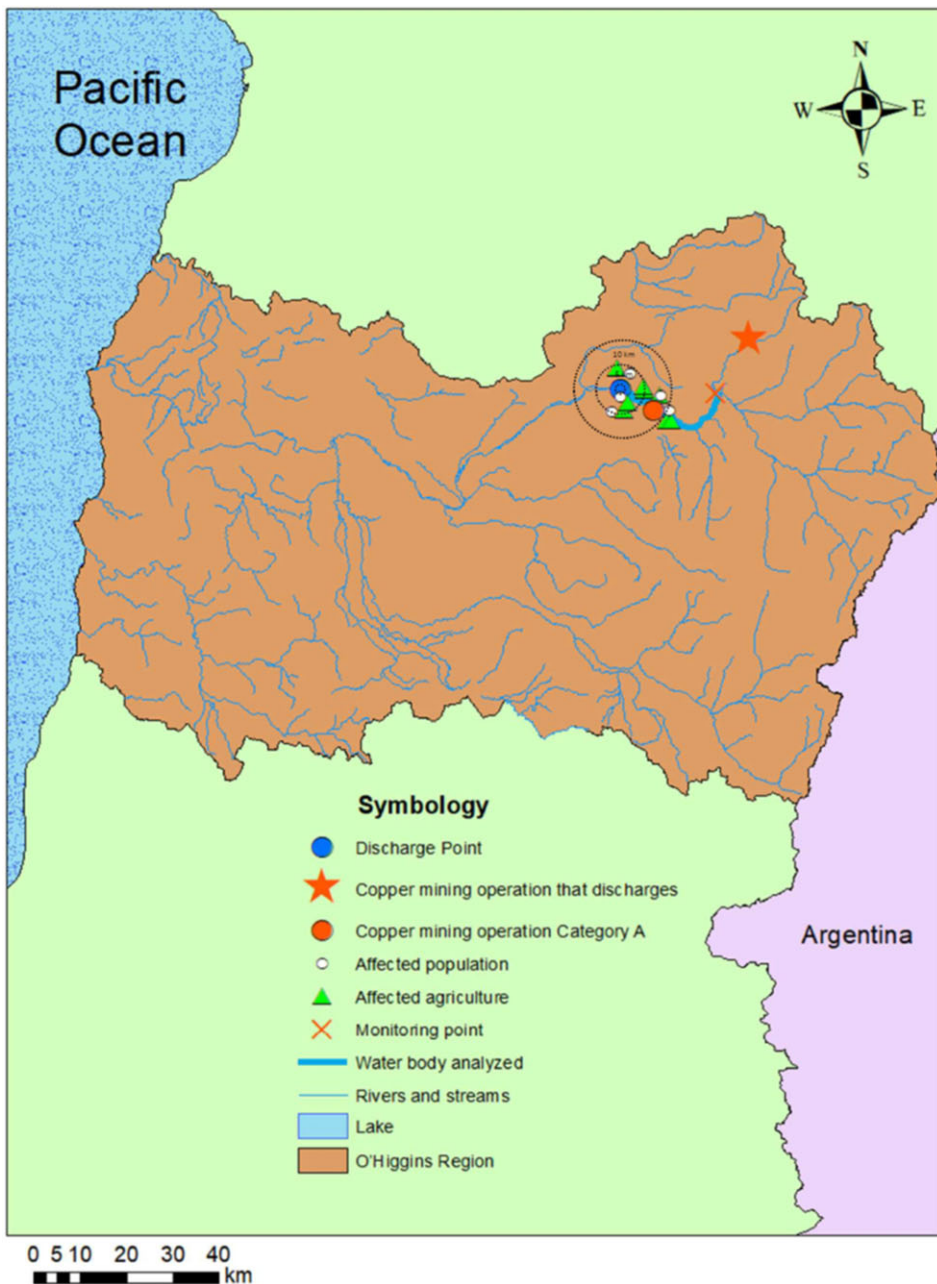 Pacific
Ocean
N
W
E
S
10 km
Symbology
Discharge Point
Copper mining operation that discharges
Copper mining operation Category A
Affected population
Affected agriculture
Monitoring point
Water body analyzed
Rivers and streams
Lake
O'Higgins Region
Argentina
0 5 10 20 30 40
km